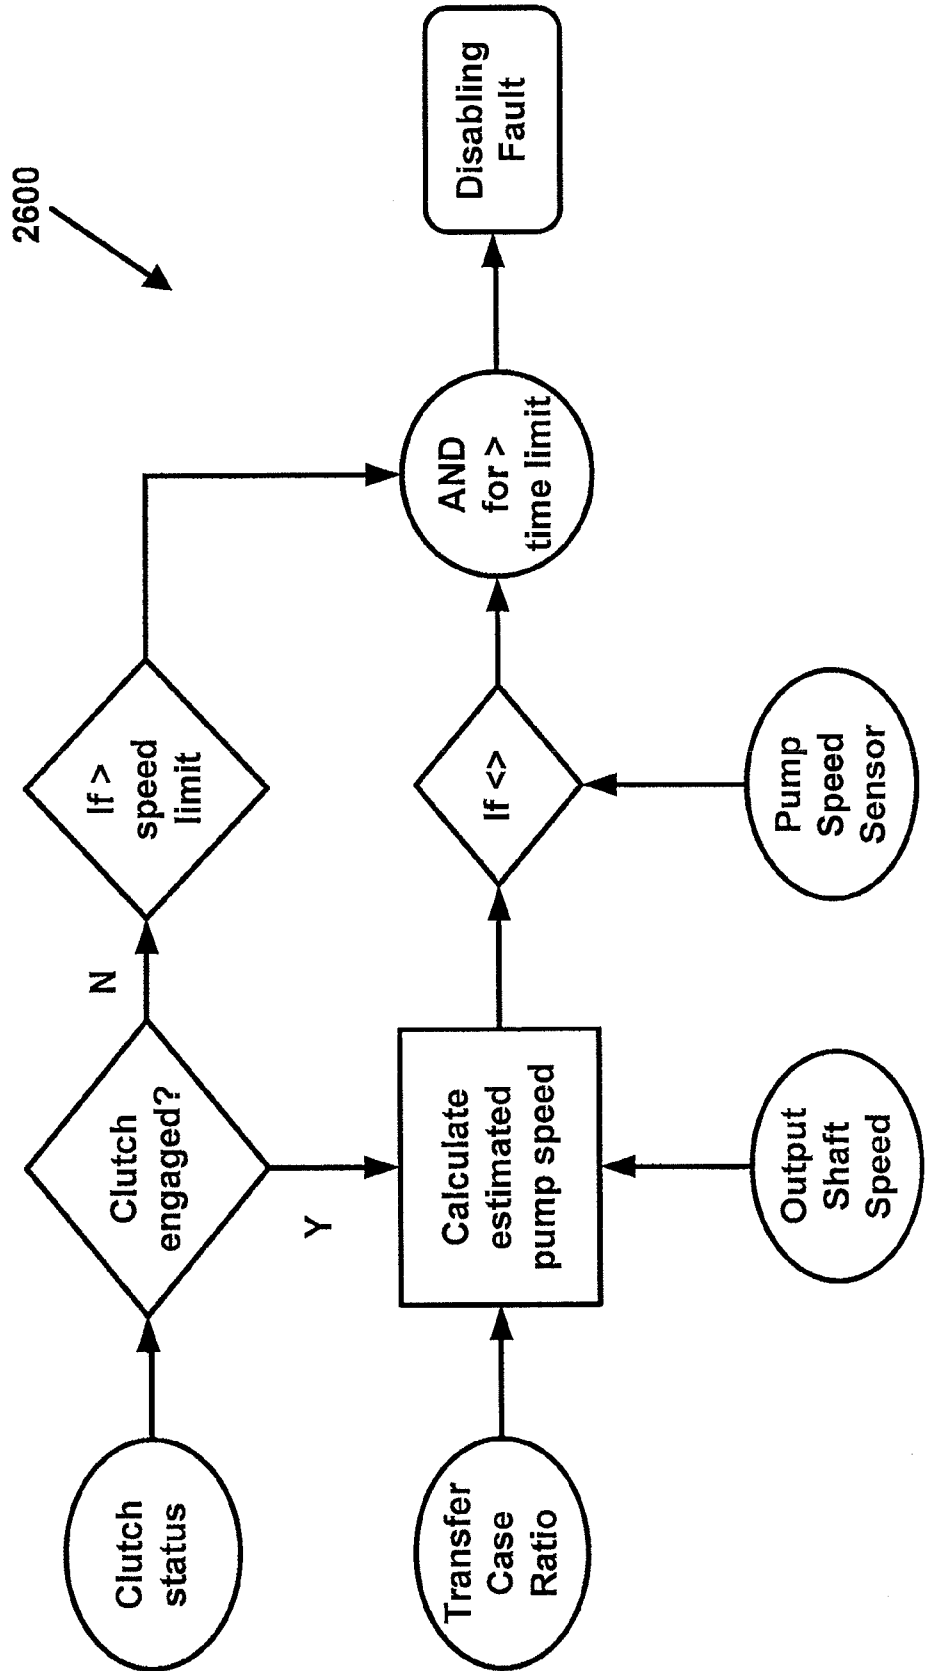 2600
Clutch
status
Clutch
engaged?
N
Y
If >
speed
limit
Transfer
Case
Ratio
Calculate
estimated
pump speed
If <>
AND
for >
time limit
Disabling
Fault
Output
Shaft
Speed
Pump
Speed
Sensor